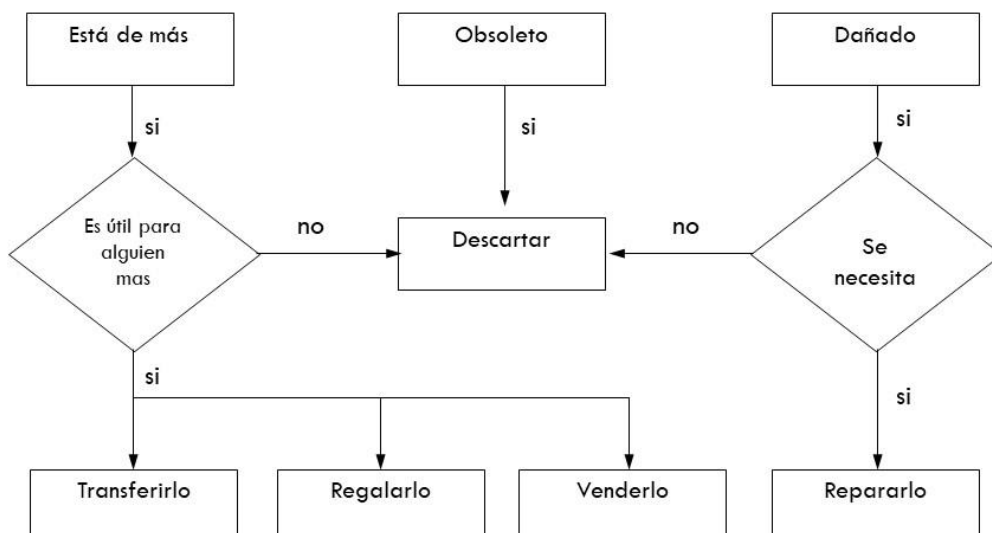 Está de más
Obsoleto
Dañado
si
si
si
Es útil para
alguien
mas
no
Descartar
no
Se
necesita
si
si
Transferirlo
Regalarlo
Venderlo
Repararlo